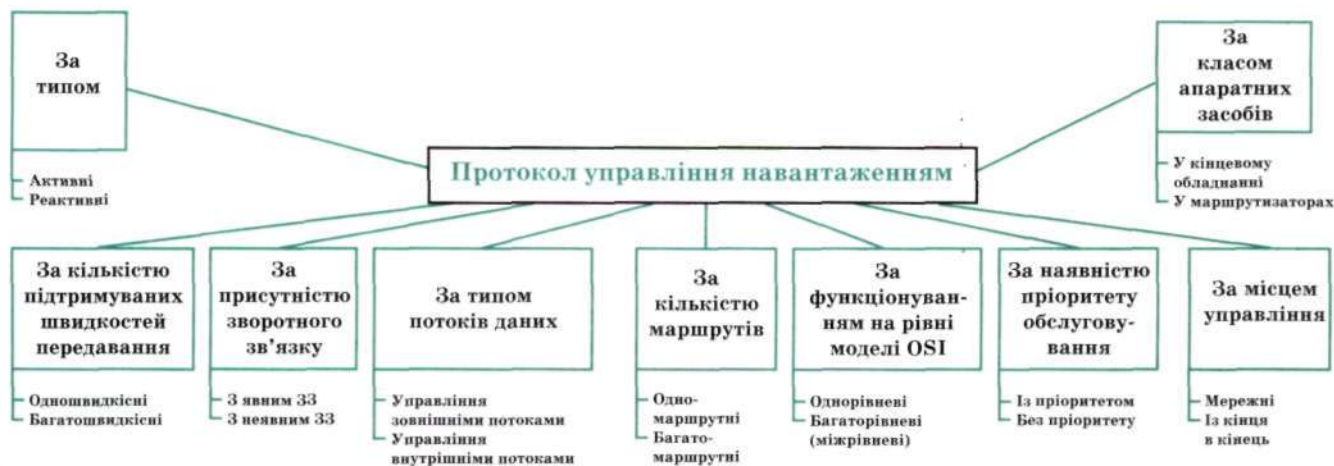 За
типом
Активні
Реактивні
За
класом
апаратних
засобів
У кінцевому
обладнанні
У маршрутизаторах
Протокол управління навантаженням
За кількістю
підтримуваних
швидкостей
передавання
Одношвидкісні
Багатошвидкісні
За
присутністю
зворотного
зв’язку
З явним ЗЗ
З неявним ЗЗ
За типом
потоків даних
Управління
зовнішніми потоками
Управління
внутрішніми потоками
За
кількістю
маршрутів
Одно-
маршрутні
Багато-
маршрутні
За
функціонуван-
ням на рівні
моделі OSI
Однорівневі
Багаторівневі
(міжрівневі)
За наявністю
пріоритету
обслугову-
вання
Із пріоритетом
Без пріоритету
За місцем
управління
Мережні
Із кінця
в кінець